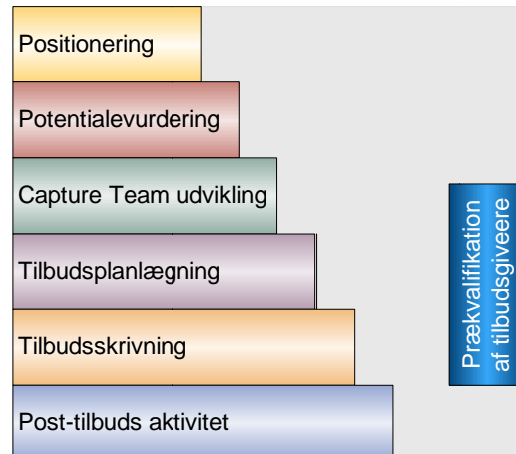 Positionering
Potentialevurdering
Capture Team udvikling
Tilbudsplanlægning
Tilbudsskrivning
Post-tilbuds aktivitet
Prækvalifikation
af tilbudsgiveere